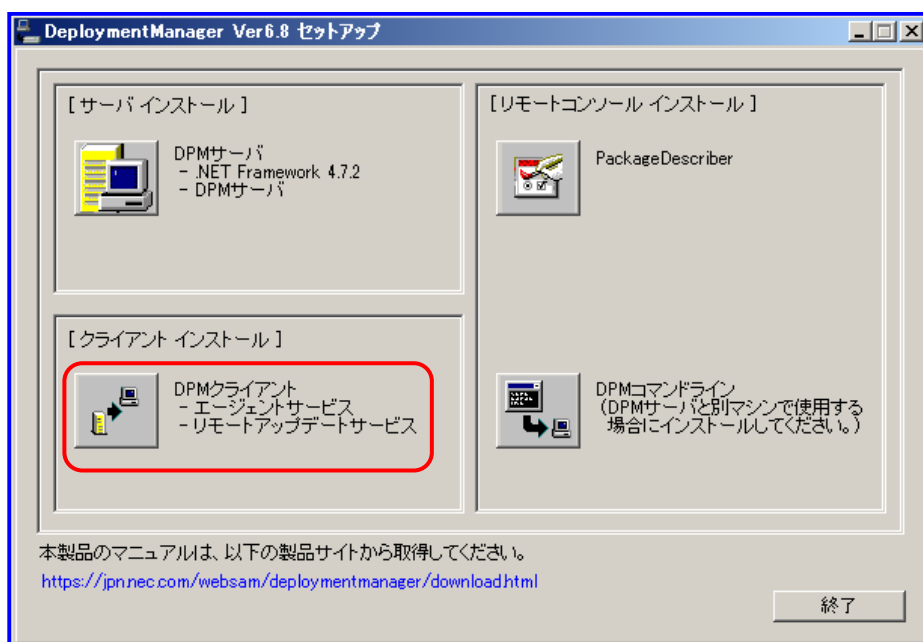 DeploymentManager Ver6.8 セットアップ
[サーバ インストール]
DPMサーバ
- .NET Framework 4.7.2
- DPMサーバ
[クライアント インストール]
DPMクライアント
- エージェントサービス
- リモートアップデートサービス
[リモートコンソール インストール]
PackageDescriber
DPMコマンドライン
(DPMサーバと別マシンで使用する
場合にインストールしてください。)
本製品のマニュアルは、以下の製品サイトから取得してください。
https://jpn.nec.com/websam/deploymentmanager/download.html
終了